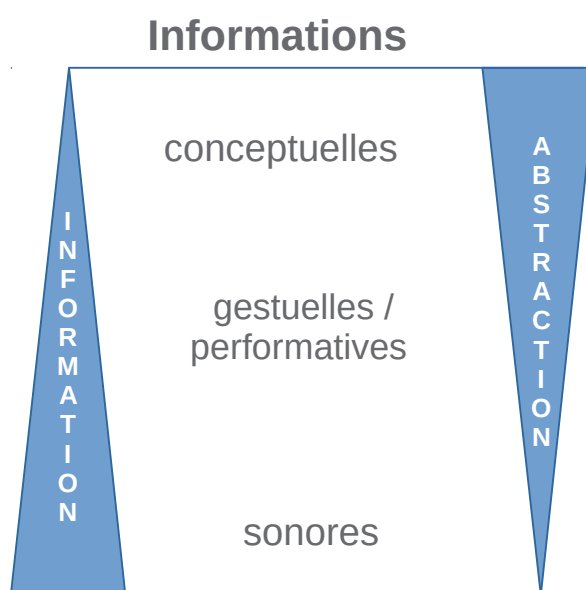 Informations
conceptuelles
gestuelles /
performatives
sonores
INFORMATION
ABSTRACTION